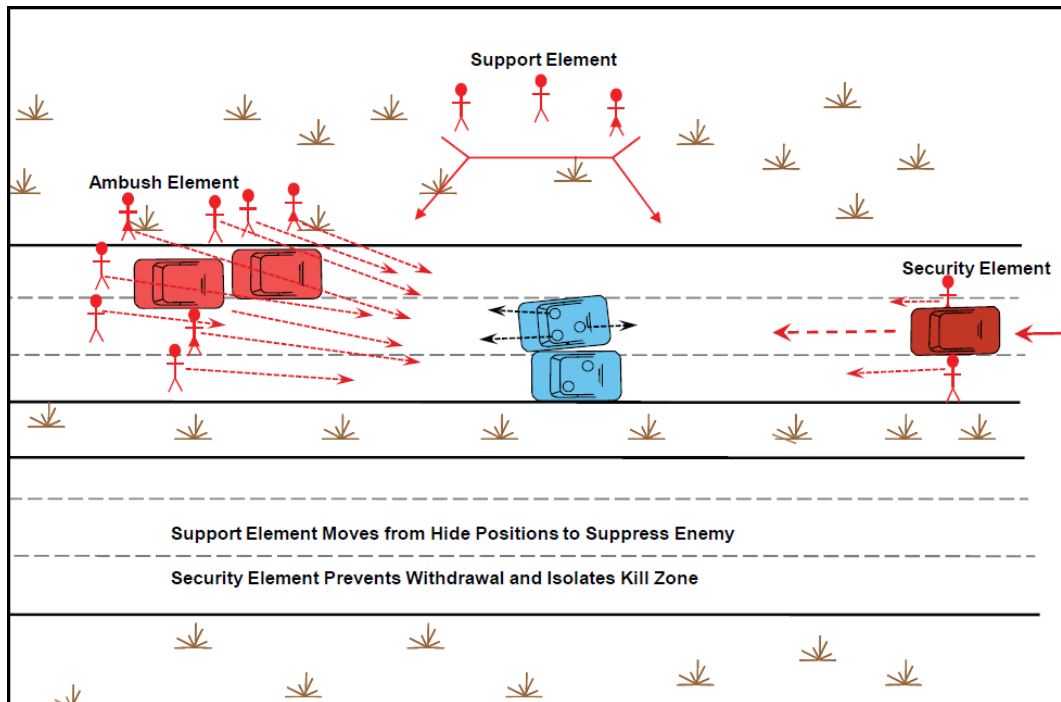 Support Element
Ambush Element
Security Element
Support Element Moves from Hide Positions to Suppress Enemy
Security Element Prevents Withdrawal and Isolates Kill Zone